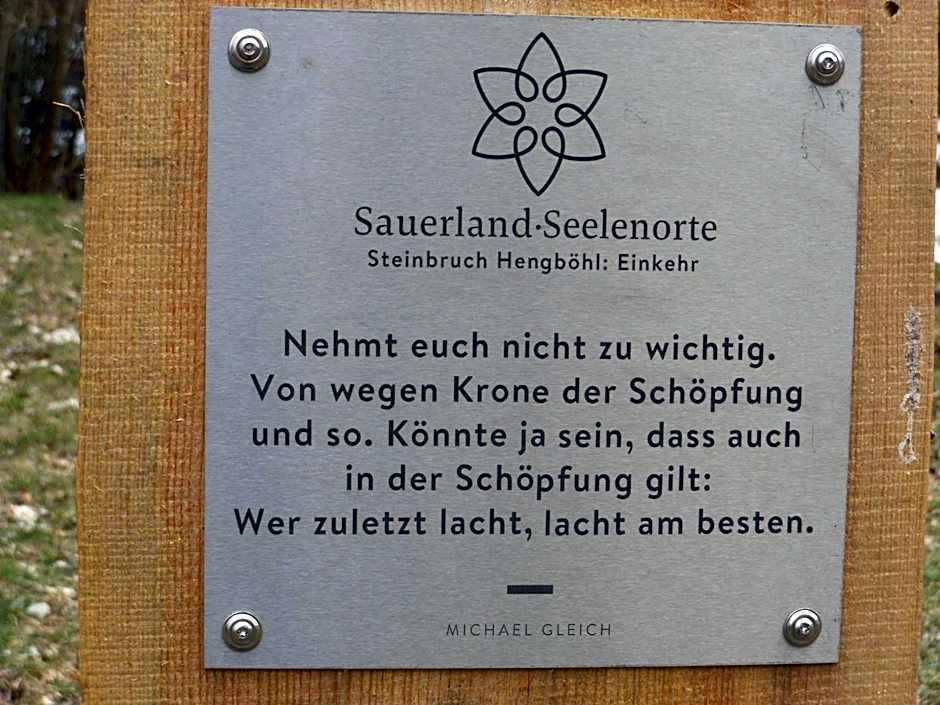 Sauerland·Seelenorte
Steinbruch Hengböhl: Einkehr
Nehmt euch nicht zu wichtig.
Von wegen Krone der Schöpfung
und so. Könnte ja sein, dass auch
in der Schöpfung gilt:
Wer zuletzt lacht, lacht am besten.
MICHAEL GLEICH